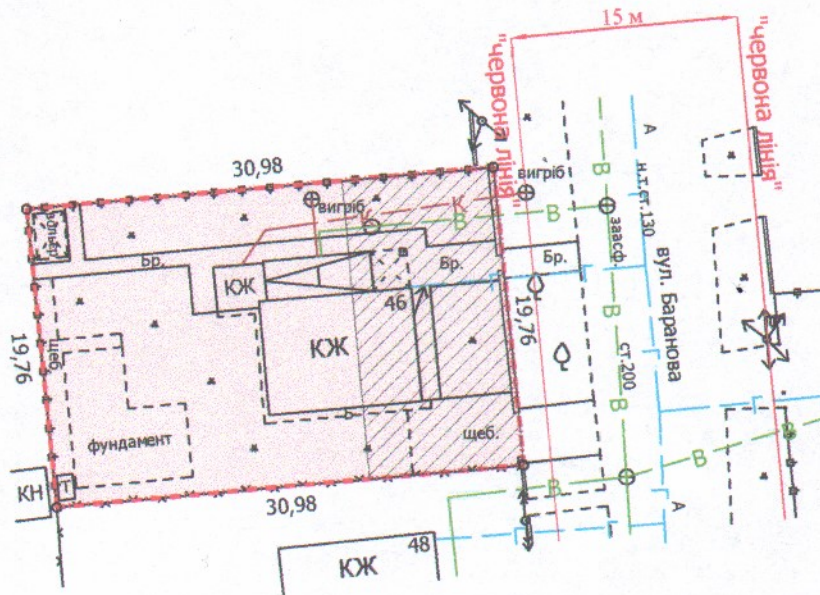 15 м
"червона лінія"
"червона лінія"
А
30,98
вигріб
В
н.т.ст.130
вигріб
К
К
В
В
заасф.
вул. Баранова
Бр.
Бр.
Бр.
КЖ
46
19,76
19,76
щеб.
КЖ
ст.200
В
фундамент
щеб.
В
В
КН
Т
30,98
В
А
48
КЖ
В